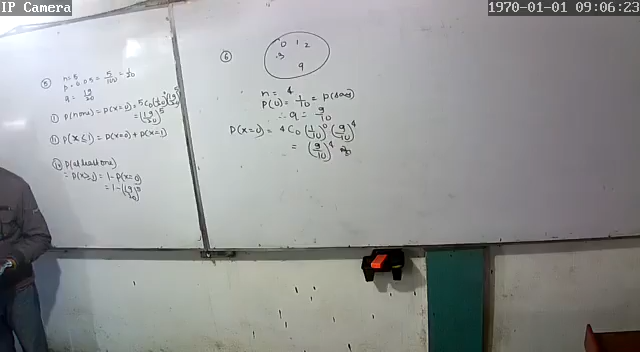 IP Camera
1970-01-01 09:06:23
⑤ n=5
p=0.05=5/100=1/20
q=19/20
① p(none)=p(x=0)=5C0(1/20)^0(19/20)^5
=(19/20)^5
⑪ p(x≤1)=p(x=0)+p(x=1)
p(at least one)
=p(x≥1)=1-p(x=0)
=1-(19/20)^5
⑥ 0 1 2
3
9
n=4
p(0)=1/10=p(
∴q=9/10
p(x=0)=4C0(1/10)^0(9/10)^4
=(9/10)^4